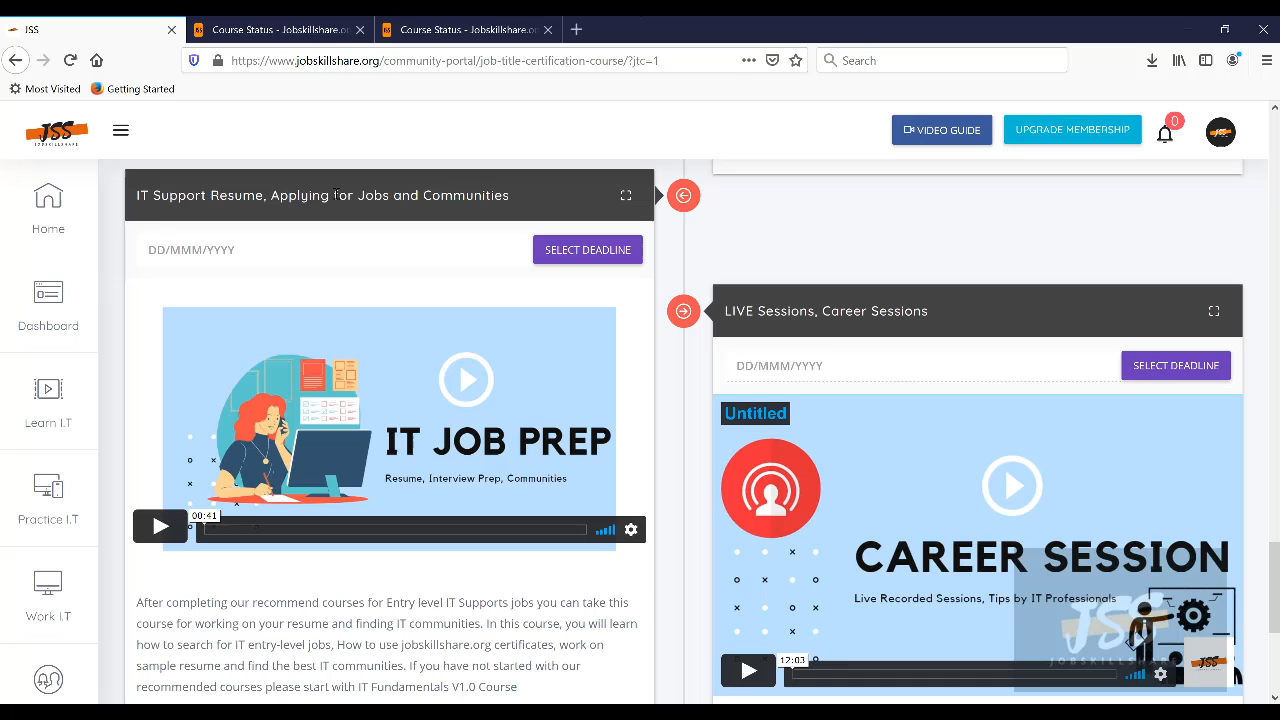 JSS
Course Status - Jobskillshare.org
Course Status - Jobskillshare.org
https://www.jobskillshare.org/community-portal/job-title-certification-course/?jtc=1
Search
Most Visited
Getting Started
JSS
JOBSKILLSHARE
VIDEO GUIDE
UPGRADE MEMBERSHIP
0
Home
Dashboard
Learn I.T
Practice I.T
Work I.T
IT Support Resume, Applying for Jobs and Communities
DD/MMM/YYYY
SELECT DEADLINE
IT JOB PREP
Resume, Interview Prep, Communities
00:41
After completing our recommend courses for Entry level IT Supports jobs you can take this
course for working on your resume and finding IT communities. In this course, you will learn
how to search for IT entry-level jobs, How to use jobskillshare.org certificates, work on
sample resume and find the best IT communities. If you have not started with our
recommended courses please start with IT Fundamentals V1.0 Course
LIVE Sessions, Career Sessions
DD/MMM/YYYY
SELECT DEADLINE
Untitled
CAREER SESSION
Live Recorded Sessions, Tips by IT Professionals
12:03
JSS
JOBSKILLSHARE